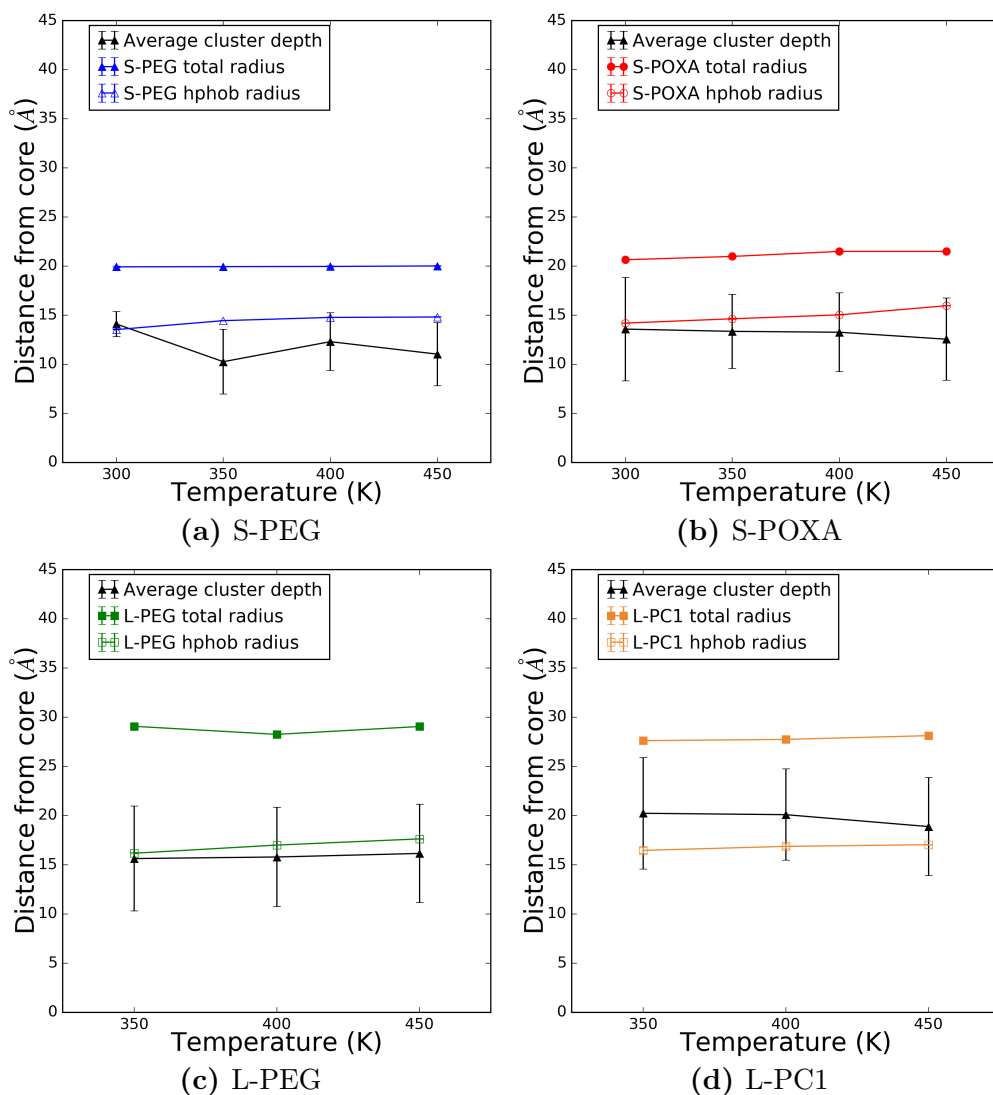 45
40
35
30
25
20
15
10
5
0
Distance from core (Å)
Average cluster depth
S-PEG total radius
S-PEG hphob radius
300 350 400 450
Temperature (K)
(a) S-PEG
45
40
35
30
25
20
15
10
5
0
Distance from core (Å)
Average cluster depth
S-POXA total radius
S-POXA hphob radius
300 350 400 450
Temperature (K)
(b) S-POXA
45
40
35
30
25
20
15
10
5
0
Distance from core (Å)
Average cluster depth
L-PEG total radius
L-PEG hphob radius
350 400 450
Temperature (K)
(c) L-PEG
45
40
35
30
25
20
15
10
5
0
Distance from core (Å)
Average cluster depth
L-PC1 total radius
L-PC1 hphob radius
350 400 450
Temperature (K)
(d) L-PC1